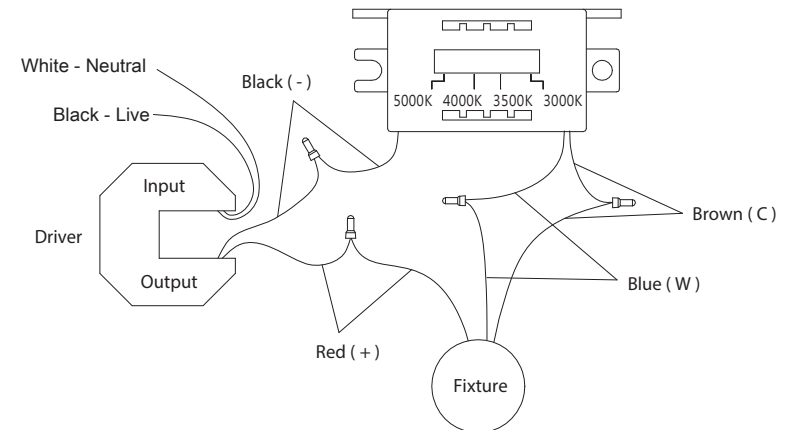 White - Neutral
Black - Live
Black ( - )
5000K 4000K 3500K 3000K
Input
Driver
Output
Brown ( C )
Blue ( W )
Red ( + )
Fixture